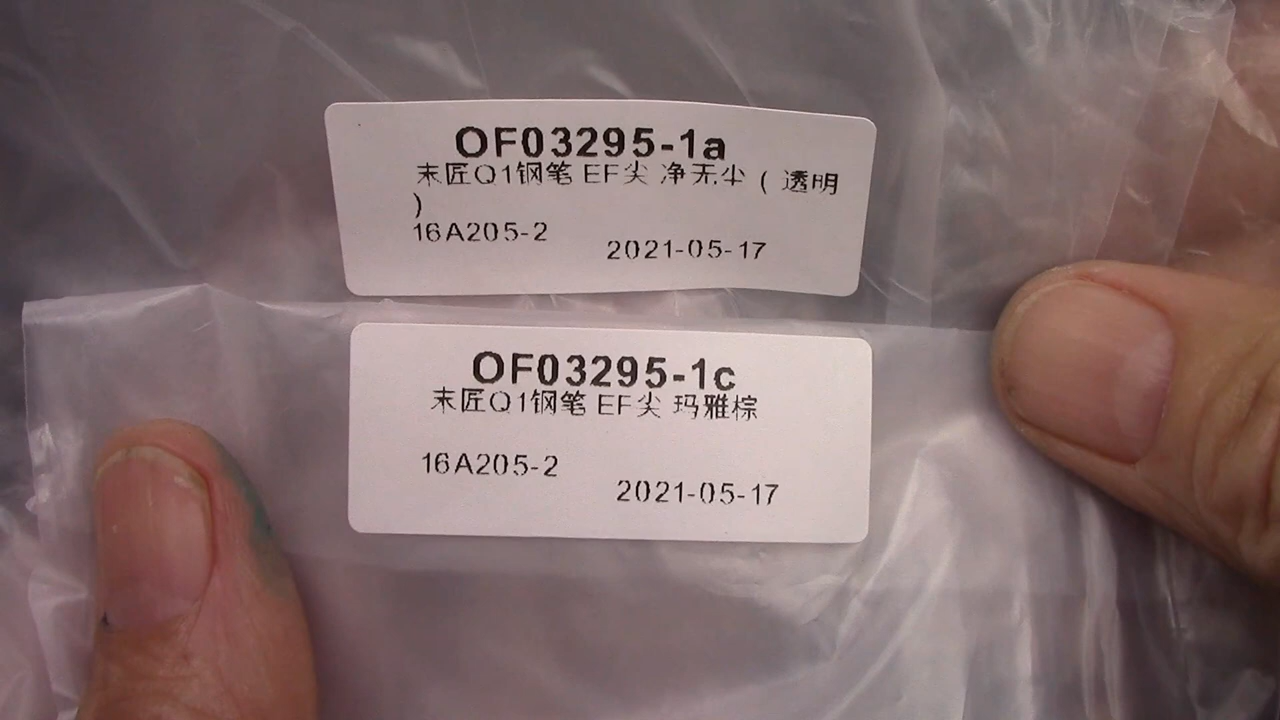 OF03295-1a
末匠Q1钢笔 EF尖 净无尘 ( 透明
)
16A205-2
2021-05-17
OF03295-1c
末匠Q1钢笔 EF尖 玛雅棕
16A205-2
2021-05-17